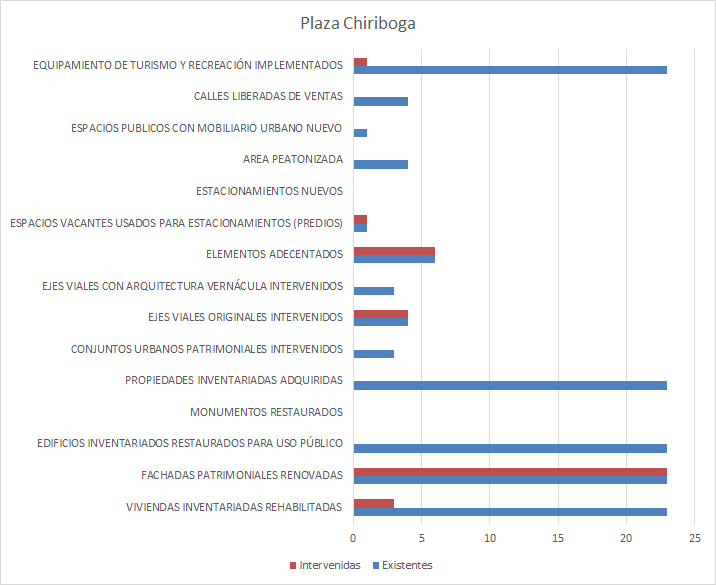 Plaza Chiriboga
EQUIPAMIENTO DE TURISMO Y RECREACIÓN IMPLEMENTADOS
CALLES LIBERADAS DE VENTAS
ESPACIOS PUBLICOS CON MOBILIARIO URBANO NUEVO
AREA PEATONIZADA
ESTACIONAMIENTOS NUEVOS
ESPACIOS VACANTES USADOS PARA ESTACIONAMIENTOS (PREDIOS)
ELEMENTOS ADECENTADOS
EJES VIALES CON ARQUITECTURA VERNÁCULA INTERVENIDOS
EJES VIALES ORIGINALES INTERVENIDOS
CONJUNTOS URBANOS PATRIMONIALES INTERVENIDOS
PROPIEDADES INVENTARIADAS ADQUIRIDAS
MONUMENTOS RESTAURADOS
EDIFICIOS INVENTARIADOS RESTAURADOS PARA USO PÚBLICO
FACHADAS PATRIMONIALES RENOVADAS
VIVIENDAS INVENTARIADAS REHABILITADAS
0 5 10 15 20 25
Intervenidas Existentes